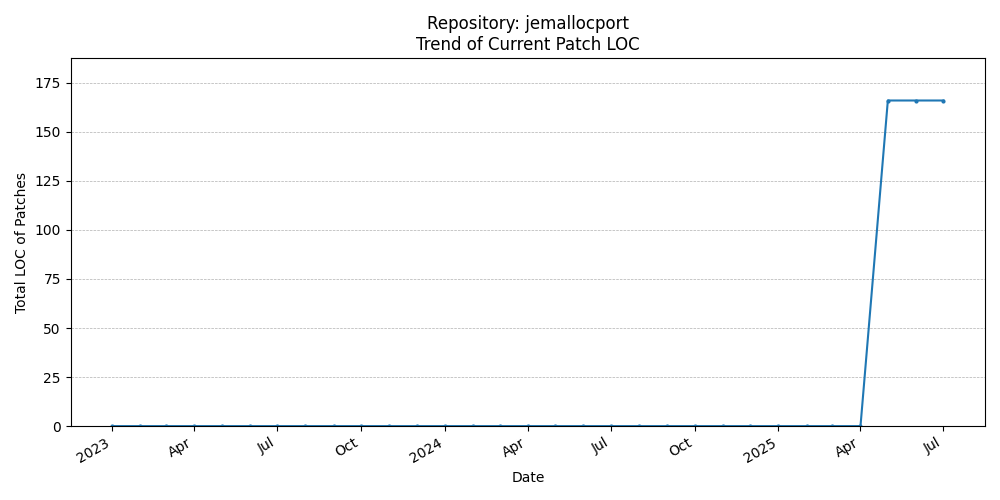 Repository: jemallocport
Trend of Current Patch LOC
175
150
125
100
75
50
25
0
Total LOC of Patches
2023
Apr
Jul
Oct
2024
Apr
Jul
Oct
2025
Apr
Jul
Date